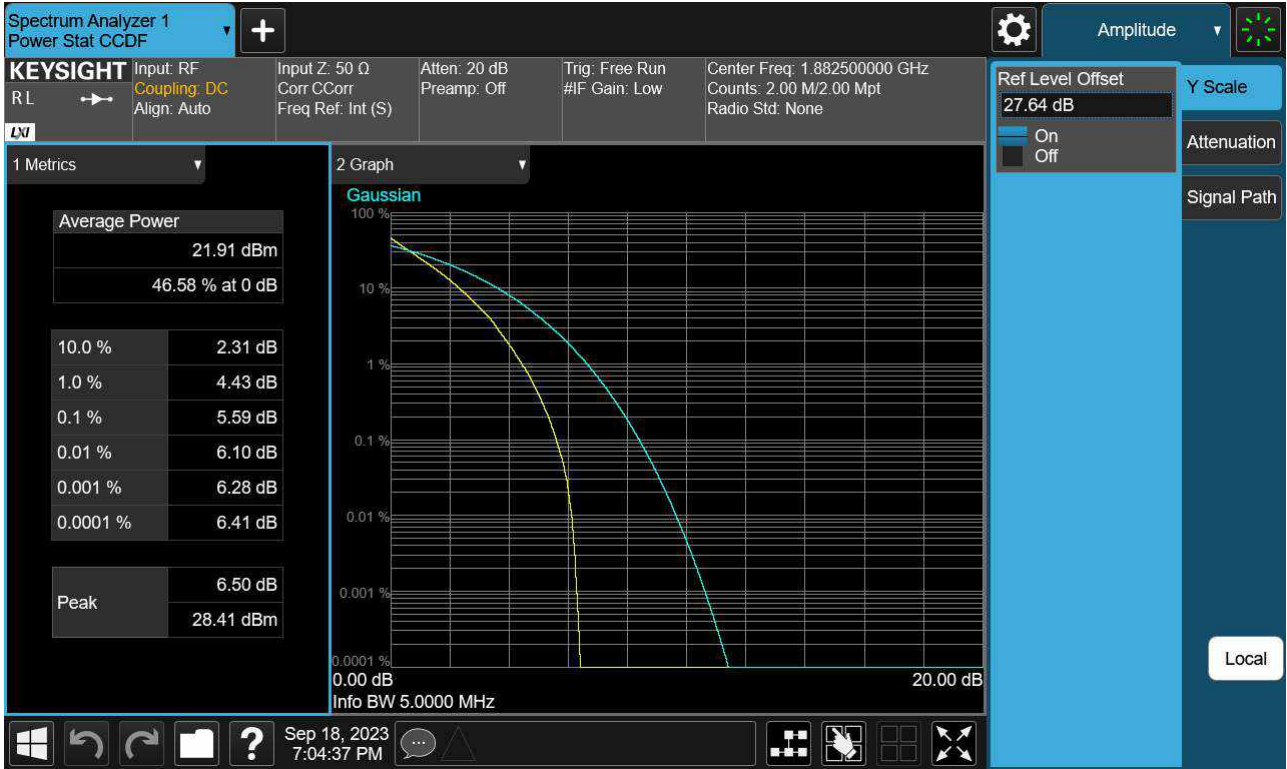 Spectrum Analyzer 1
Power Stat CCDF
+
Amplitude
KEYSIGHT
R L
LXI
Input: RF
Coupling: DC
Align: Auto
Input Z: 50 Ω
Corr CCorr
Freq Ref: Int (S)
Atten: 20 dB
Preamp: Off
Trig: Free Run
#IF Gain: Low
Center Freq: 1.882500000 GHz
Counts: 2.00 M/2.00 Mpt
Radio Std: None
Ref Level Offset
27.64 dB
On
Off
Y Scale
Attenuation
Signal Path
Local
1 Metrics
Average Power
21.91 dBm
46.58 % at 0 dB
10.0 % 2.31 dB
1.0 % 4.43 dB
0.1 % 5.59 dB
0.01 % 6.10 dB
0.001 % 6.28 dB
0.0001 % 6.41 dB
Peak 6.50 dB
28.41 dBm
2 Graph
Gaussian
100 %
10 %
1 %
0.1 %
0.01 %
0.001 %
0.0001 %
0.00 dB 20.00 dB
Info BW 5.0000 MHz
?
Sep 18, 2023
7:04:37 PM